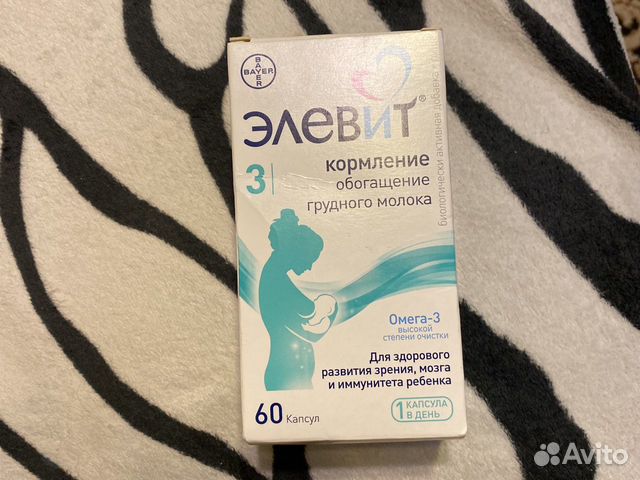 BAYER
BAYER
элевит®
3
кормление
обогащение
грудного молока
биологически активная добавка
Омега-3
высокой
степени очистки
Для здорового
развития зрения, мозга
и иммунитета ребенка
60 Капсул
1 КАПСУЛА
В ДЕНЬ
Avito